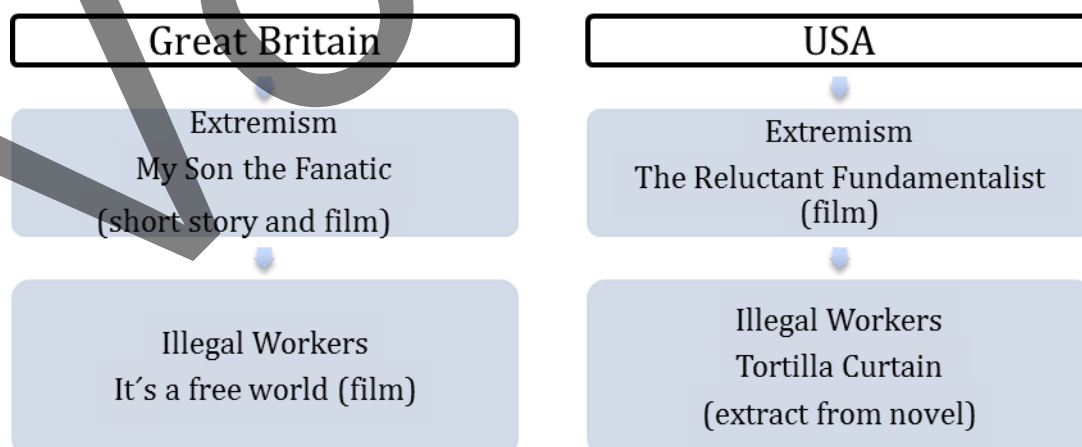 Great Britain
Extremism
My Son the Fanatic
(short story and film)
Illegal Workers
It´s a free world (film)
USA
Extremism
The Reluctant Fundamentalist
(film)
Illegal Workers
Tortilla Curtain
(extract from novel)